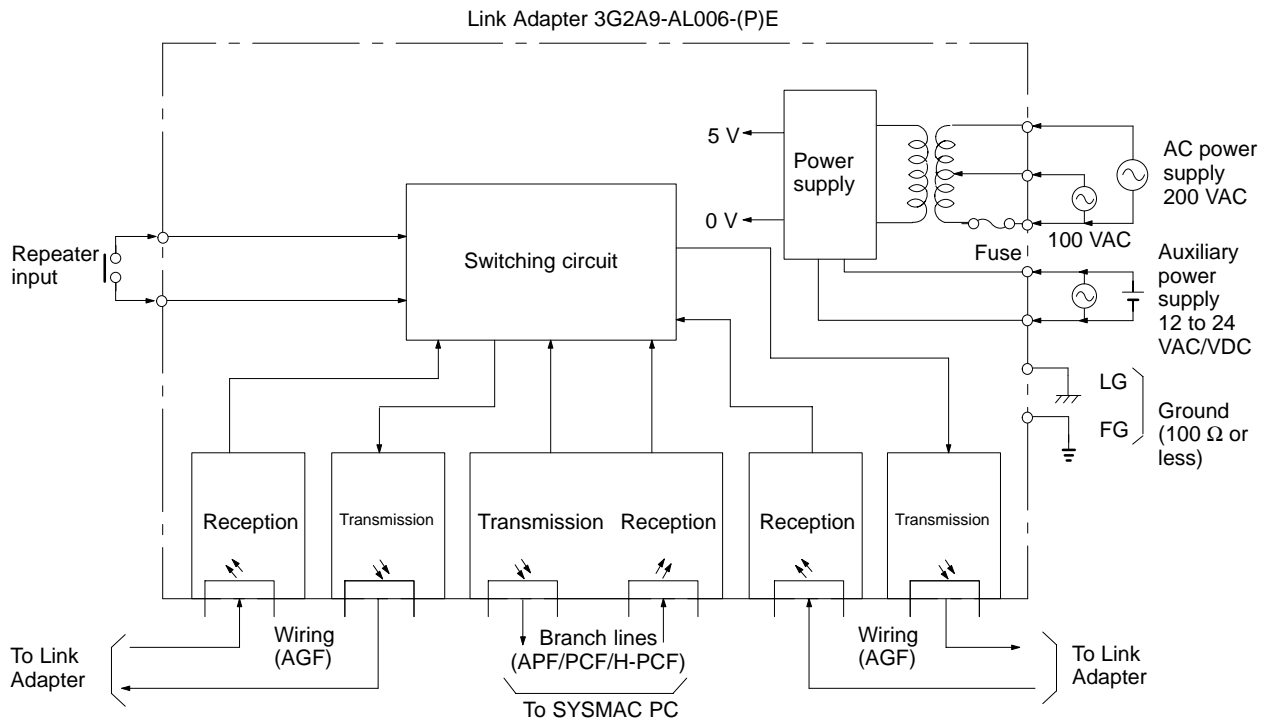 Link Adapter 3G2A9-AL006-(P)E
5 V
0 V
Power
supply
AC power
supply
200 VAC
100 VAC
Fuse
Repeater
input
Switching circuit
Auxiliary
power
supply
12 to 24
VAC/VDC
LG
FG
Ground
(100 Ω or
less)
Reception
Transmission
Transmission
Reception
Reception
Transmission
To Link
Adapter
Wiring
(AGF)
Branch lines
(APF/PCF/H-PCF)
To SYSMAC PC
Wiring
(AGF)
To Link
Adapter